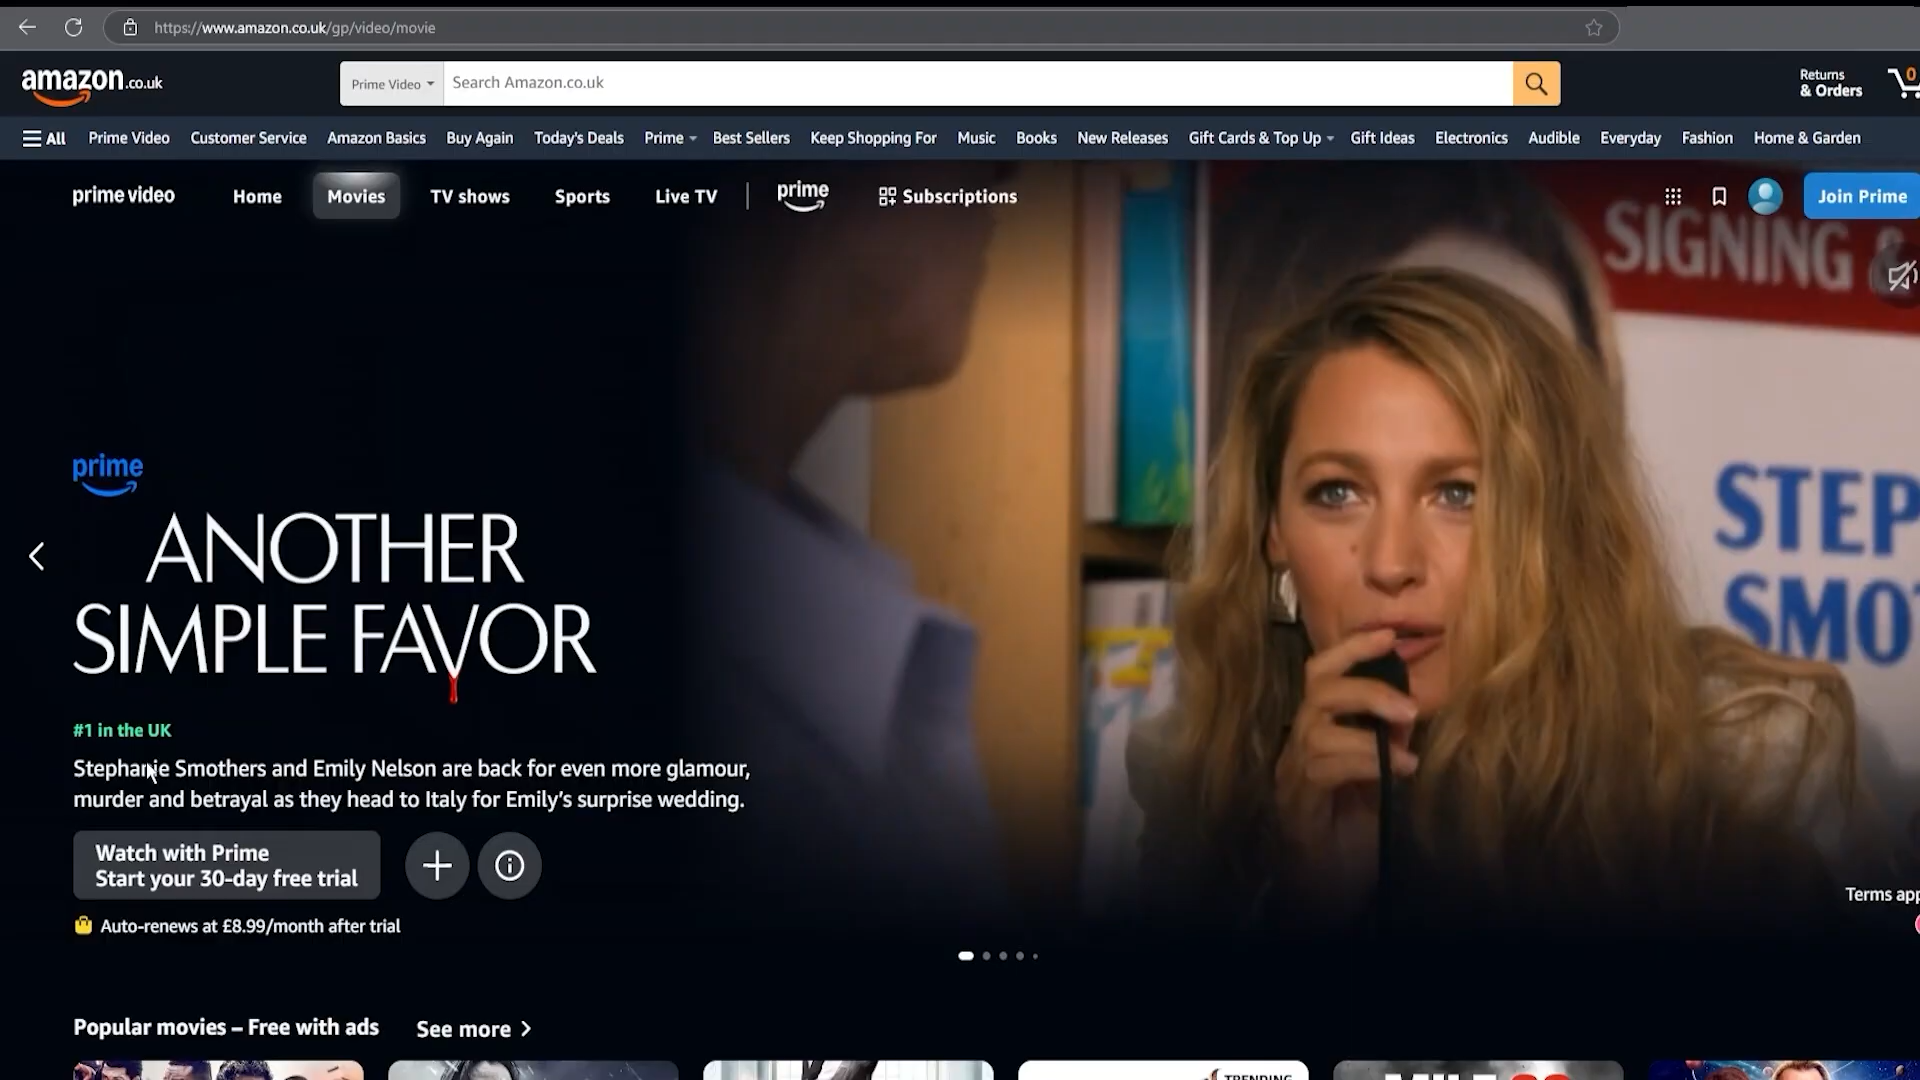 https://www.amazon.co.uk/gp/video/movie
amazon.co.uk
Prime Video
Search Amazon.co.uk
Returns
& Orders
0
All
Prime Video
Customer Service
Amazon Basics
Buy Again
Today's Deals
Prime
Best Sellers
Keep Shopping For
Music
Books
New Releases
Gift Cards & Top Up
Gift Ideas
Electronics
Audible
Everyday
Fashion
Home & Garden
prime video
Home
Movies
TV shows
Sports
Live TV
prime
Subscriptions
Join Prime
SIGNING &
STEP
SMO
prime
ANOTHER
SIMPLE FAVOR
#1 in the UK
Stephanie Smothers and Emily Nelson are back for even more glamour,
murder and betrayal as they head to Italy for Emily’s surprise wedding.
Watch with Prime
Start your 30-day free trial
Auto-renews at £8.99/month after trial
Terms app
Popular movies – Free with ads
See more
TRENDING